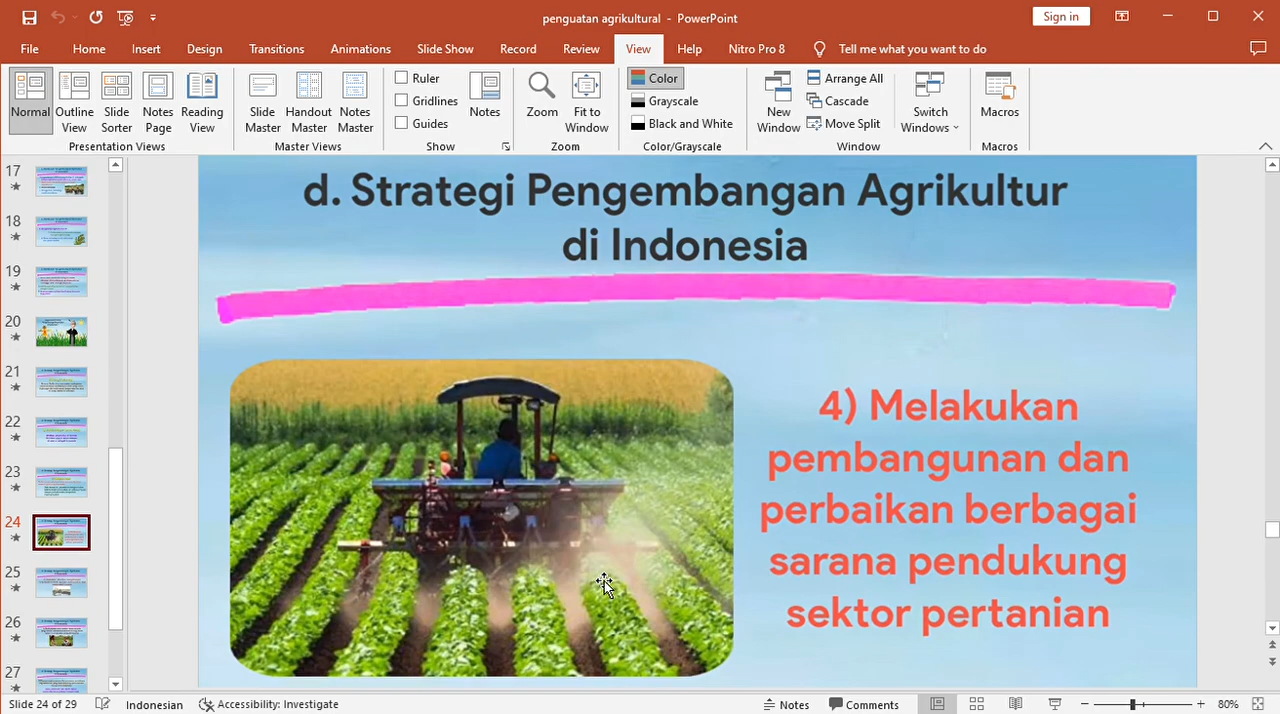 penguatan agrikultural - PowerPoint
Sign in
File Home Insert Design Transitions Animations Slide Show Record Review View Help Nitro Pro 8 Tell me what you want to do
Normal
Outline View
Slide Sorter
Notes Page
Reading View
Presentation Views
Slide Master
Handout Master
Notes Master
Master Views
Ruler
Gridlines
Guides
Notes
Show
Zoom
Fit to Window
Zoom
Color
Grayscale
Black and White
Color/Grayscale
New Window
Arrange All
Cascade
Move Split
Switch Windows
Window
Macros
Macros
17
18
19
20
21
22
23
24
25
26
27
d. Strategi Pengembangan Agrikultur
di Indonesia
4) Melakukan
pembangunan dan
perbaikan berbagai
sarana pendukung
sektor pertanian
Slide 24 of 29 Indonesian Accessibility: Investigate Notes Comments 80%